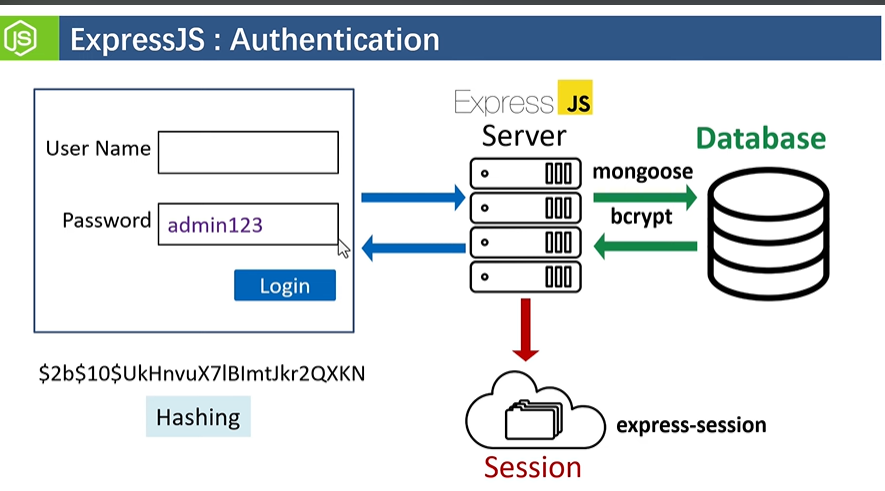 JS
ExpressJS : Authentication
User Name
Password
admin123
Login
$2b$10$UkHnvuX7lBImtJkr2QXKN
Hashing
Express JS
Server
mongoose
bcrypt
Database
express-session
Session